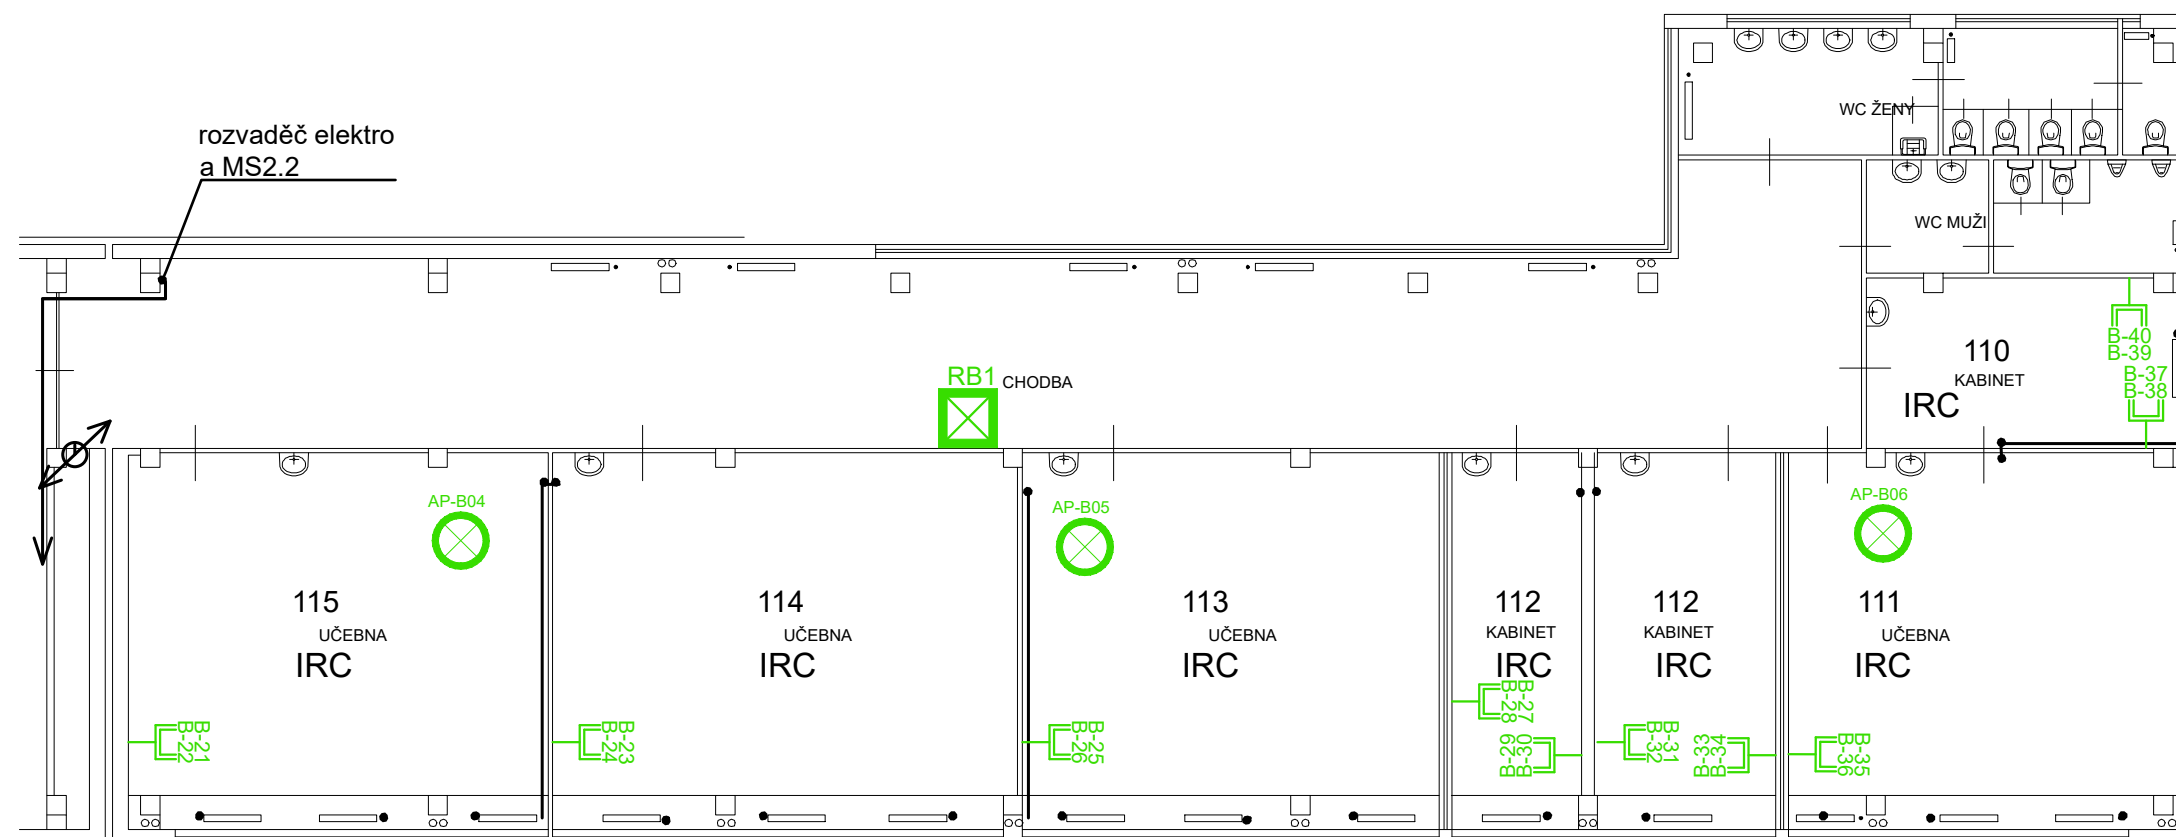 rozvaděč elektro
a MS2.2
WC ŽENY
WC MUŽI
RB1
CHODBA
110
KABINET
IRC
B-40
B-39
B-37
B-38
AP-B04
AP-B05
AP-B06
115
UČEBNA
IRC
114
UČEBNA
IRC
113
UČEBNA
IRC
112
KABINET
IRC
112
KABINET
IRC
111
UČEBNA
IRC
B-21
B-22
B-23
B-24
B-25
B-26
B-27
B-28
B-29
B-30
B-31
B-32
B-33
B-34
B-35
B-36